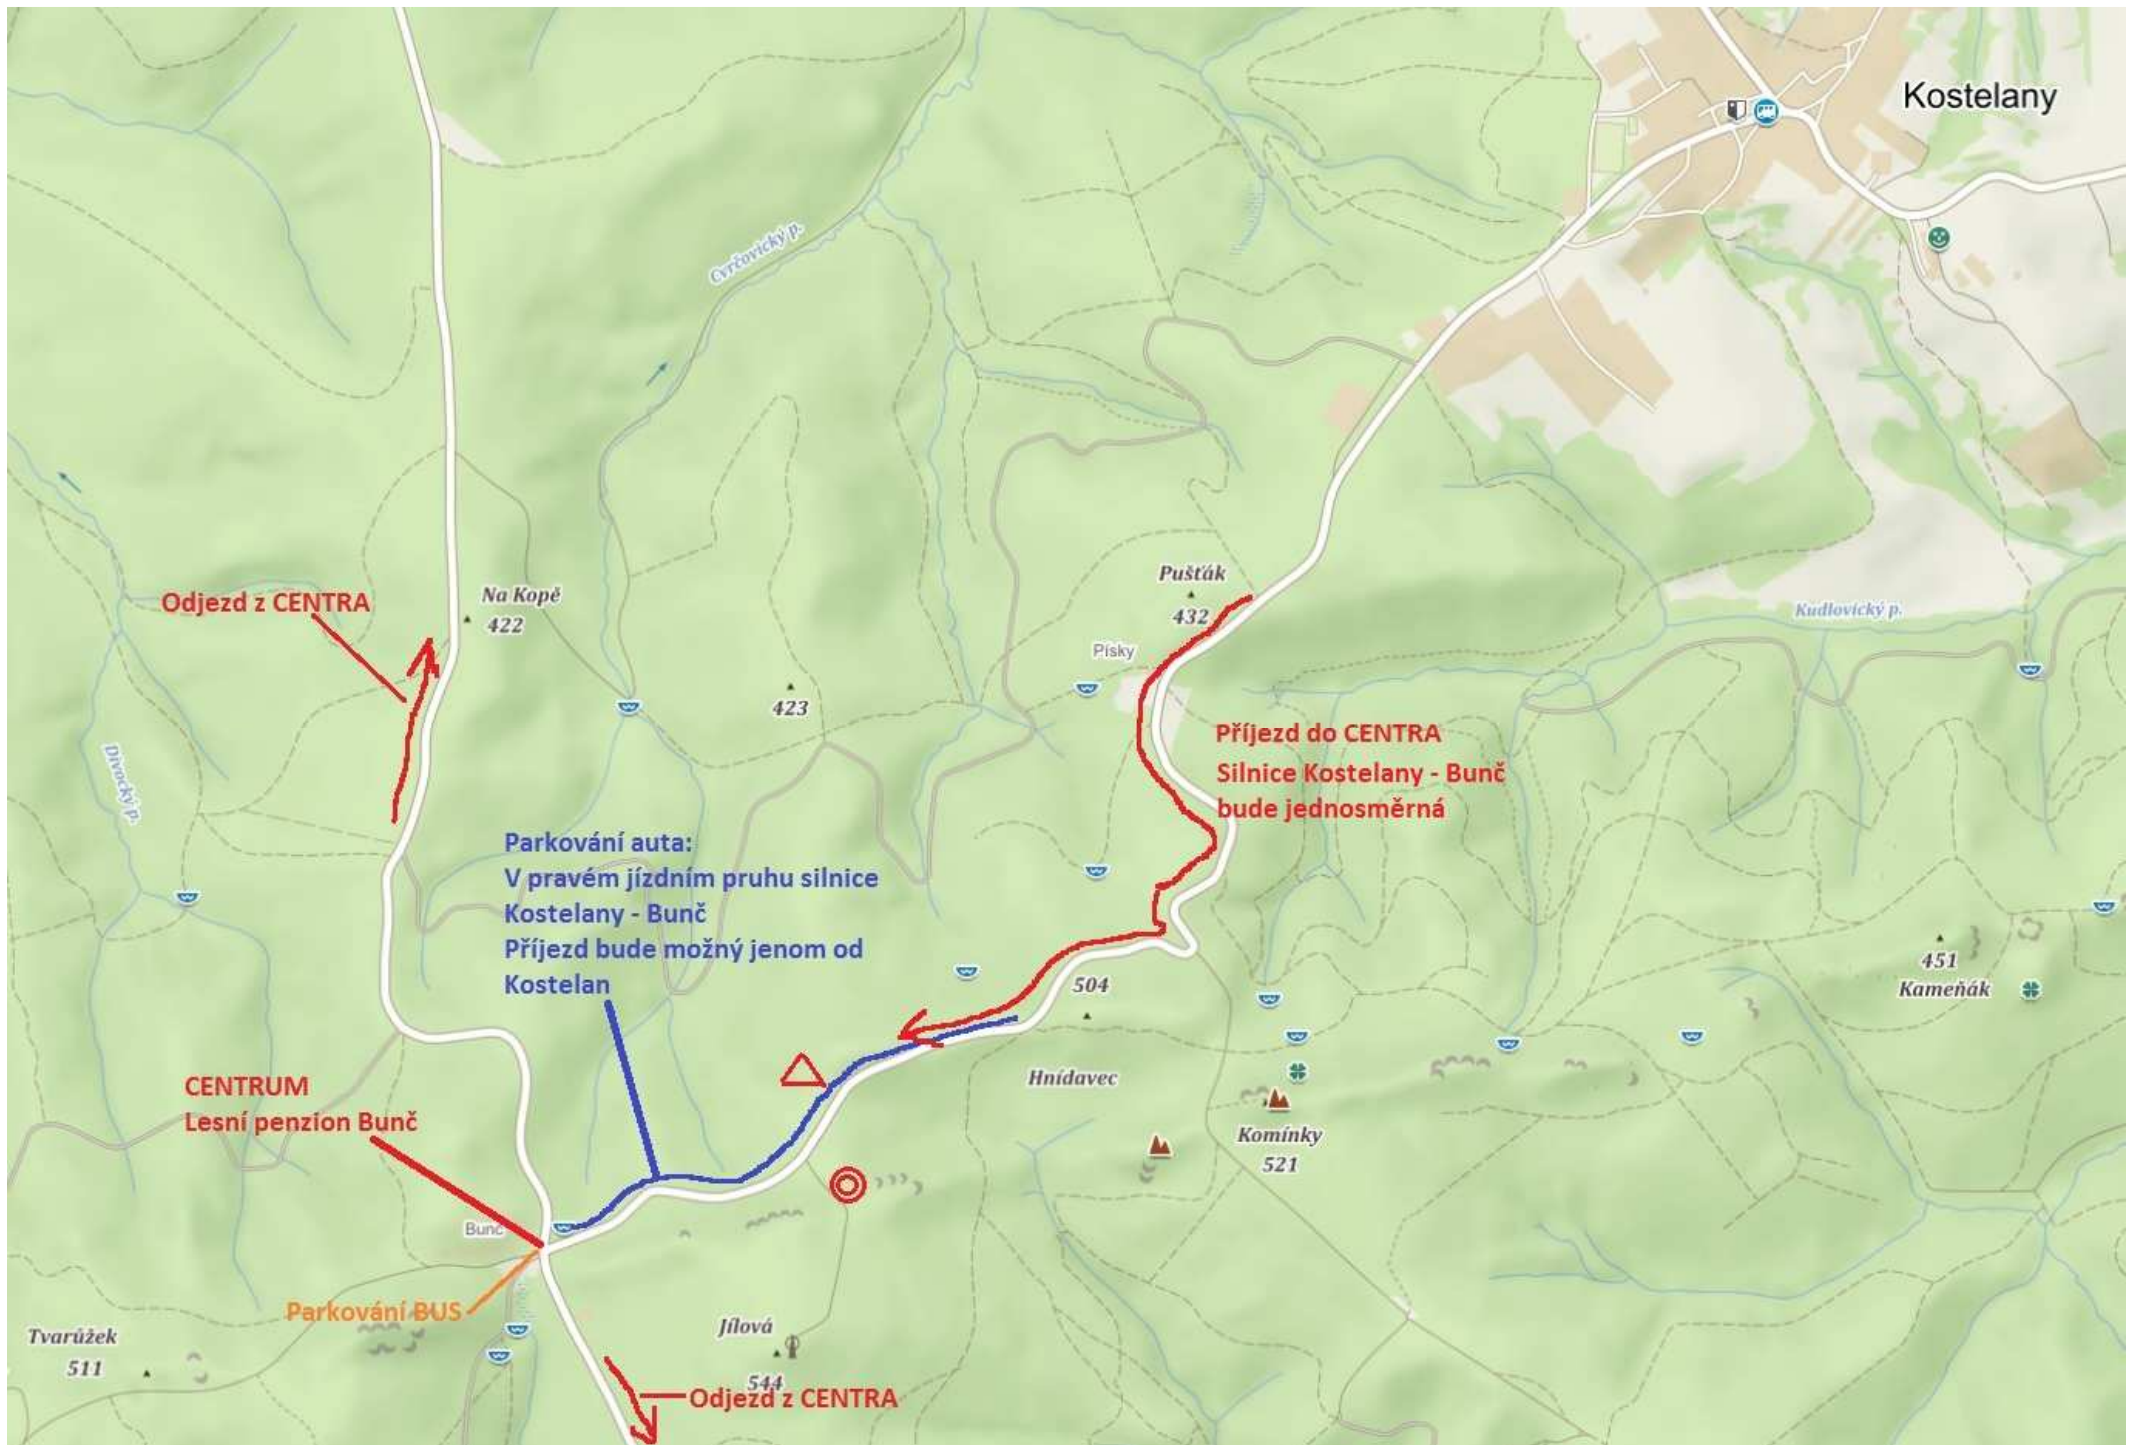 Kostelany
Cvrčovický p.
Odjezd z CENTRA
Na Kopě
422
Pušťák
432
Kudlovický p.
Písky
423
Příjezd do CENTRA
Silnice Kostelany - Bunč
bude jednosměrná
Divocký p.
Parkování auta:
V pravém jízdním pruhu silnice
Kostelany - Bunč
Příjezd bude možný jenom od
Kostelan
504
451
Kameňák
Hnídavec
CENTRUM
Lesní penzion Bunč
Komínky
521
Bunč
Parkování BUS
Tvarůžek
511
Jílová
544
Odjezd z CENTRA